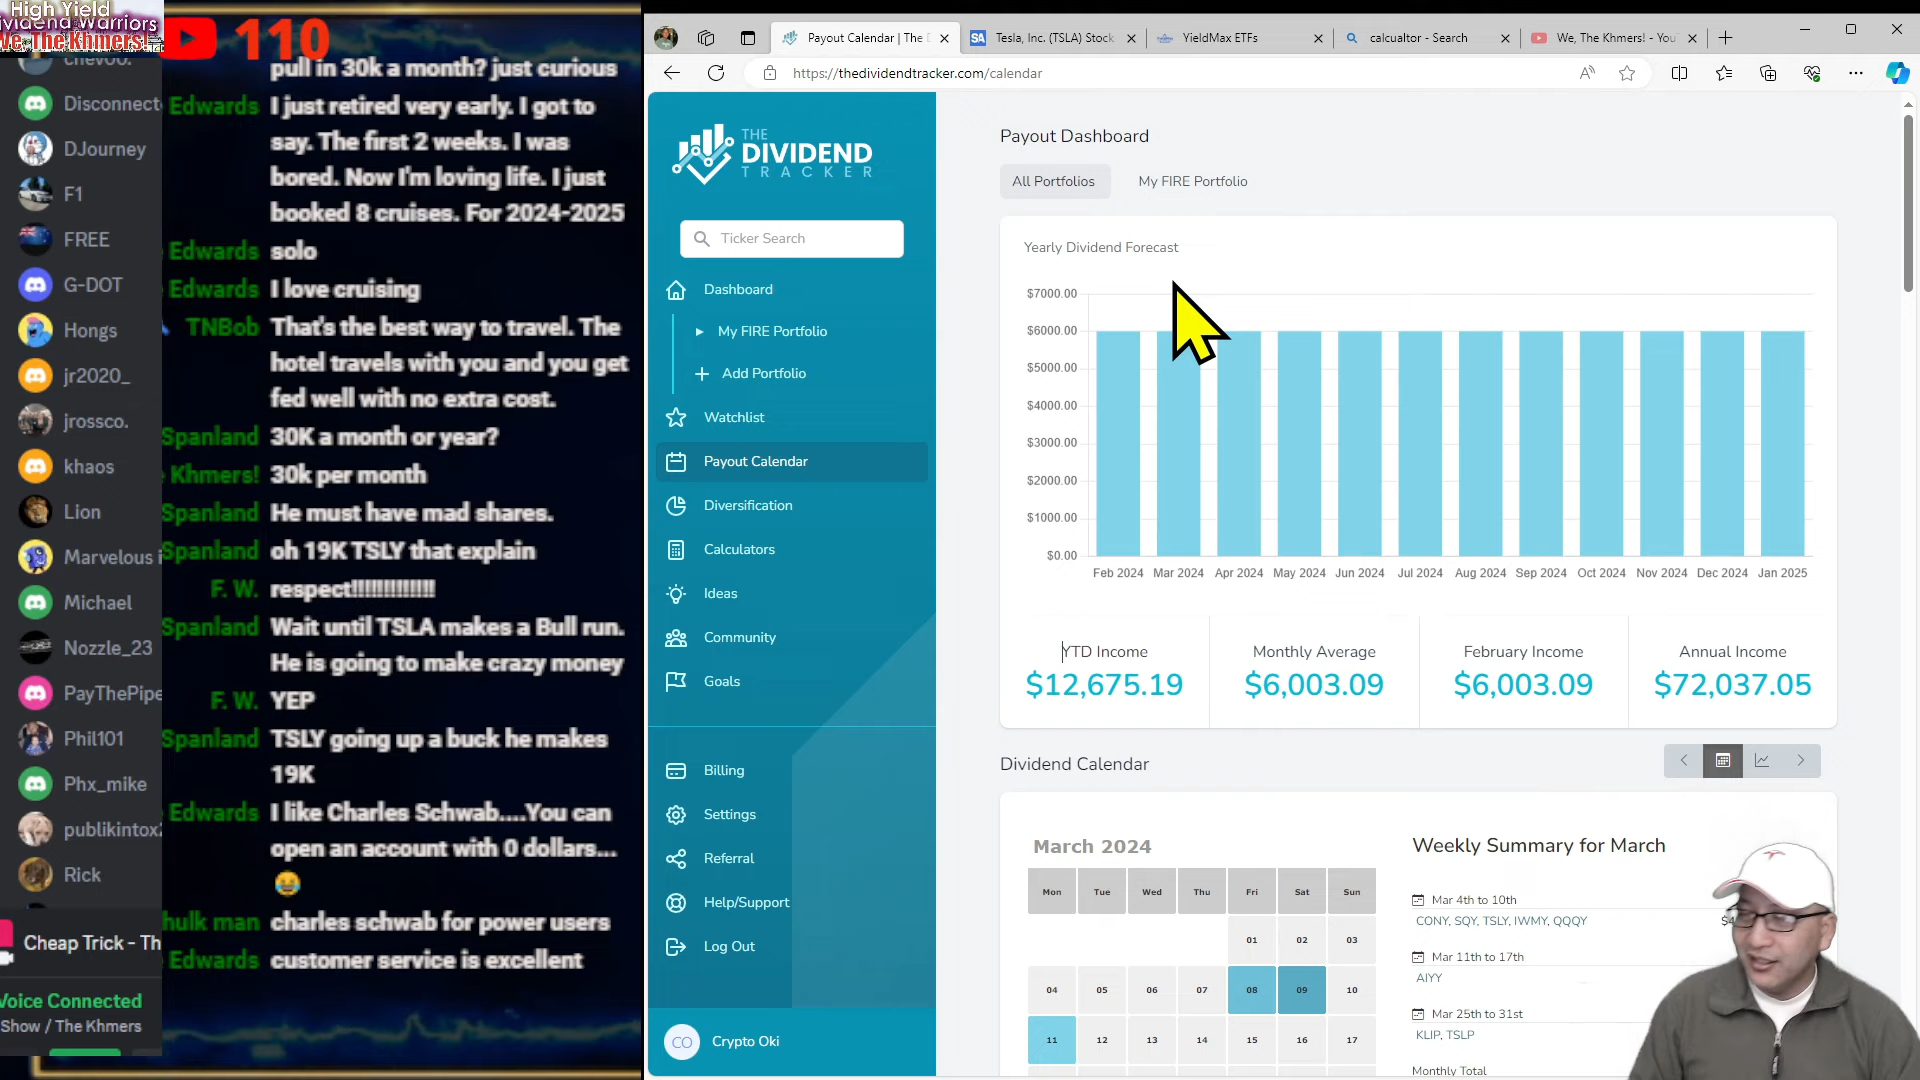 High Yield
Dividend Warriors
We, The Khmers!
110
chevoo.
Disconnect
DJourney
F1
FREE
G-DOT
Hongs
jr2020_
jrossco.
khaos
Lion
Marvelous i
Michael
Nozzle_23
PayThePipe
Phil101
Phx_mike
publikintox
Rick
Cheap Trick - Th
Voice Connected
Show / The Khmers
pull in 30k a month? just curious
Edwards I just retired very early. I got to
say. The first 2 weeks. I was
bored. Now I'm loving life. I just
booked 8 cruises. For 2024-2025
Edwards solo
Edwards I love cruising
TNBob That's the best way to travel. The
hotel travels with you and you get
fed well with no extra cost.
Spanland 30K a month or year?
Khmers! 30k per month
Spanland He must have mad shares.
Spanland oh 19K TSLY that explain
F. W. respect!!!!!!!!!!!!!!
Spanland Wait until TSLA makes a Bull run.
He is going to make crazy money
F. W. YEP
Spanland TSLY going up a buck he makes
19K
Edwards I like Charles Schwab....You can
open an account with 0 dollars...
😂
hulk man charles schwab for power users
Edwards customer service is excellent
Payout Calendar | The D
Tesla, Inc. (TSLA) Stock
YieldMax ETFs
calcualtor - Search
We, The Khmers! - You
https://thedividendtracker.com/calendar
THE
DIVIDEND
TRACKER
Ticker Search
Dashboard
My FIRE Portfolio
Add Portfolio
Watchlist
Payout Calendar
Diversification
Calculators
Ideas
Community
Goals
Billing
Settings
Referral
Help/Support
Log Out
CO Crypto Oki
Payout Dashboard
All Portfolios My FIRE Portfolio
Yearly Dividend Forecast
$7000.00
$6000.00
$5000.00
$4000.00
$3000.00
$2000.00
$1000.00
$0.00
Feb 2024 Mar 2024 Apr 2024 May 2024 Jun 2024 Jul 2024 Aug 2024 Sep 2024 Oct 2024 Nov 2024 Dec 2024 Jan 2025
YTD Income Monthly Average February Income Annual Income
$12,675.19 $6,003.09 $6,003.09 $72,037.05
Dividend Calendar
March 2024
Mon Tue Wed Thu Fri Sat Sun
01 02 03
04 05 06 07 08 09 10
11 12 13 14 15 16 17
Weekly Summary for March
Mar 4th to 10th
CONY, SQY, TSLY, IWMY, QQQY
Mar 11th to 17th
AIYY
Mar 25th to 31st
KLIP, TSLP
Monthly Total